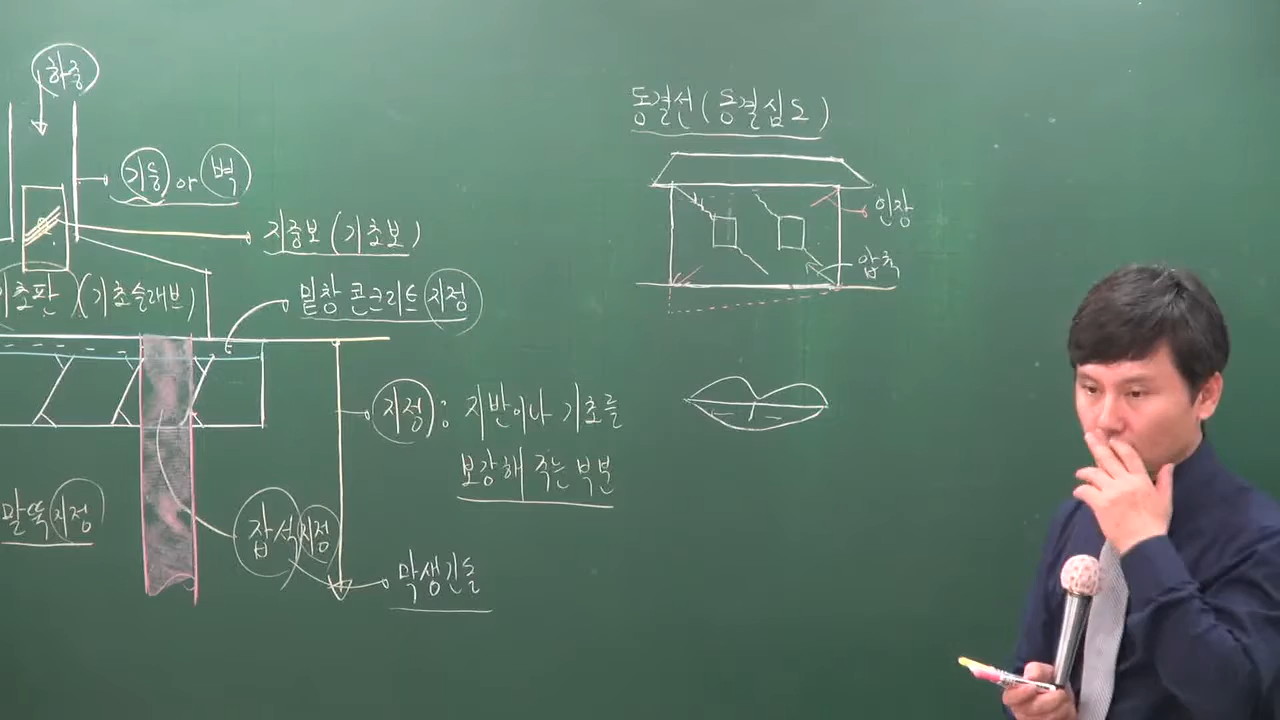 하중
기둥 or 벽
지중보 (기초보)
기초판 (기초슬래브)
밑창 콘크리트 지정
지정) : 지반이나 기초를
보강해 주는 부분
말뚝지정
잡석지정
막생긴돌
동결선 (동결심도)
인장
압축